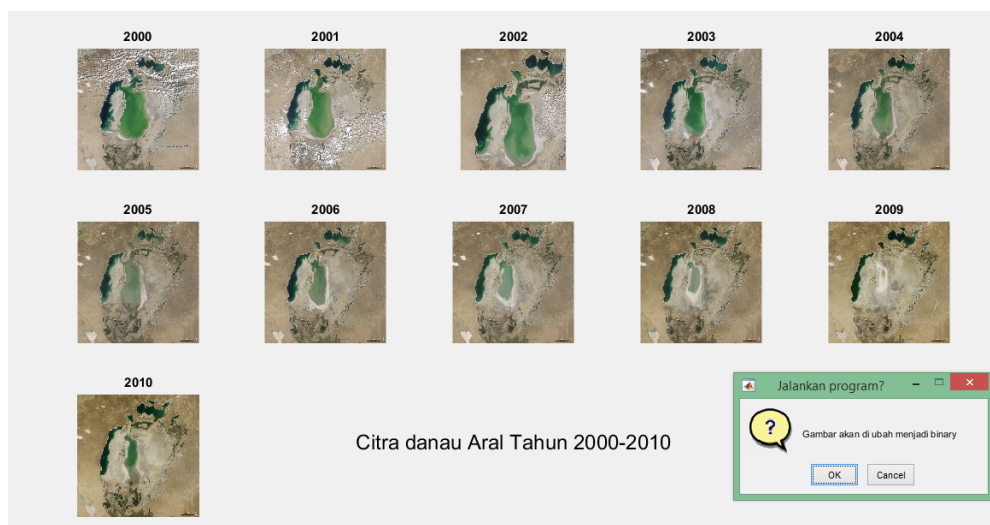 2000
2001
2002
2003
2004
2005
2006
2007
2008
2009
2010
Citra danau Aral Tahun 2000-2010
Jalankan program?
?
Gambar akan di ubah menjadi binary
OK
Cancel